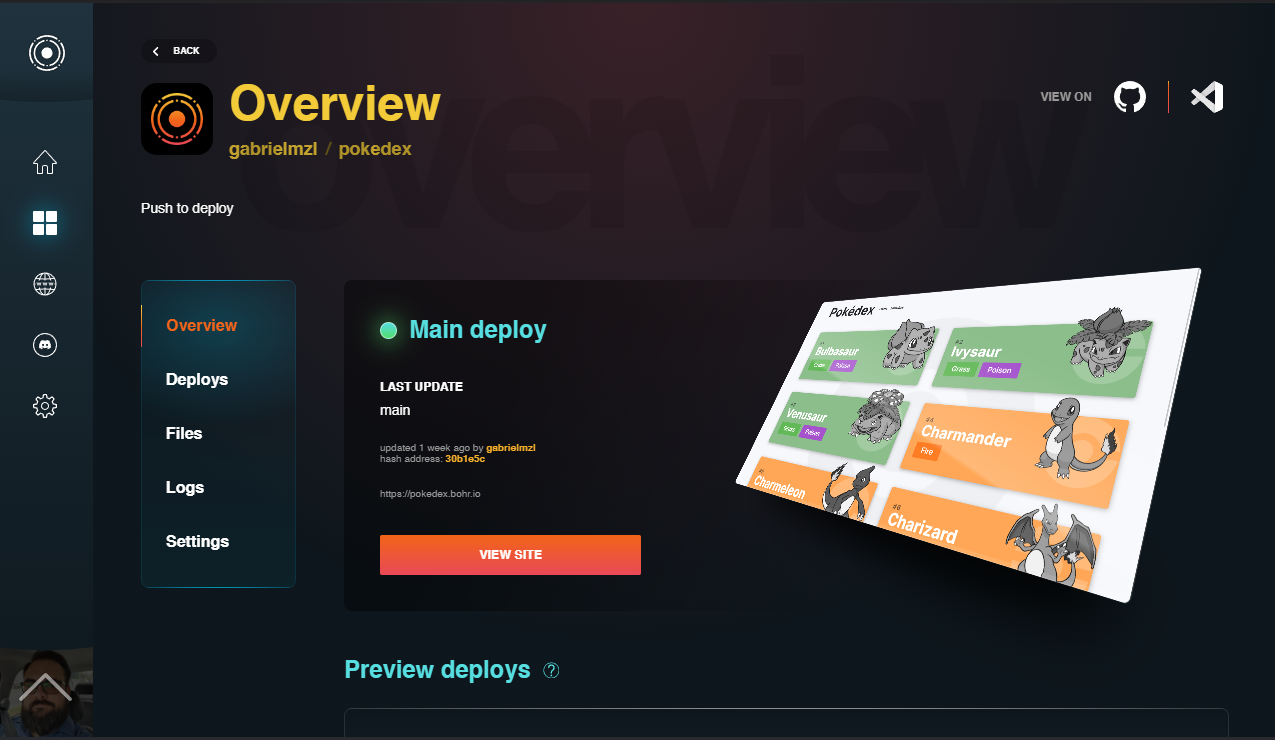 BACK
Overview
overview
gabrielmzl / pokedex
VIEW ON
Push to deploy
Overview
Deploys
Files
Logs
Settings
Main deploy
LAST UPDATE
main
updated 1 week ago by gabrielmzl
hash address: 30b1e5c
https://pokedex.bohr.io
VIEW SITE
Pokédex
Bulbasaur
Grass Poison
#2
Ivysaur
Grass Poison
Venusaur
Grass Poison
#4
Charmander
Fire
Charmeleon
#6
Charizard
Preview deploys ?